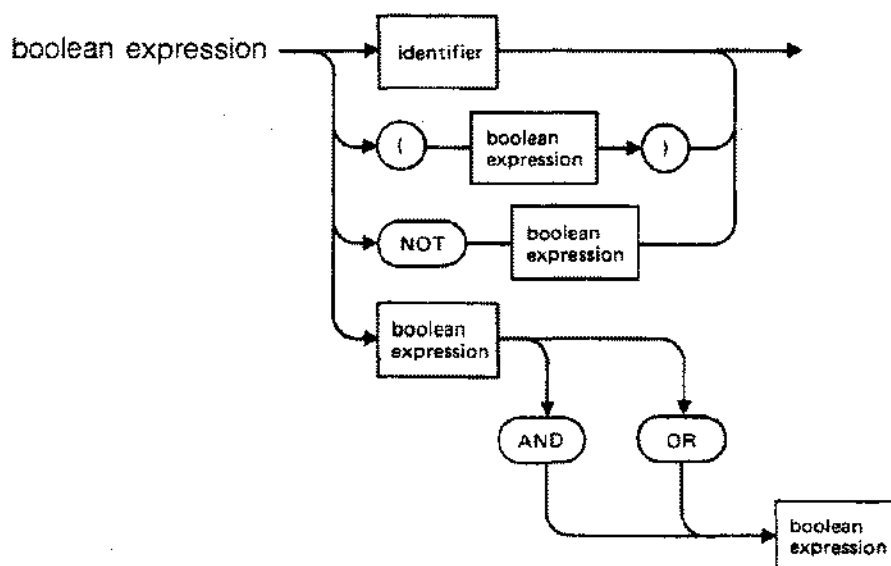 boolean expression
identifier
(
boolean
expression
)
NOT
boolean
expression
boolean
expression
AND
OR
boolean
expression